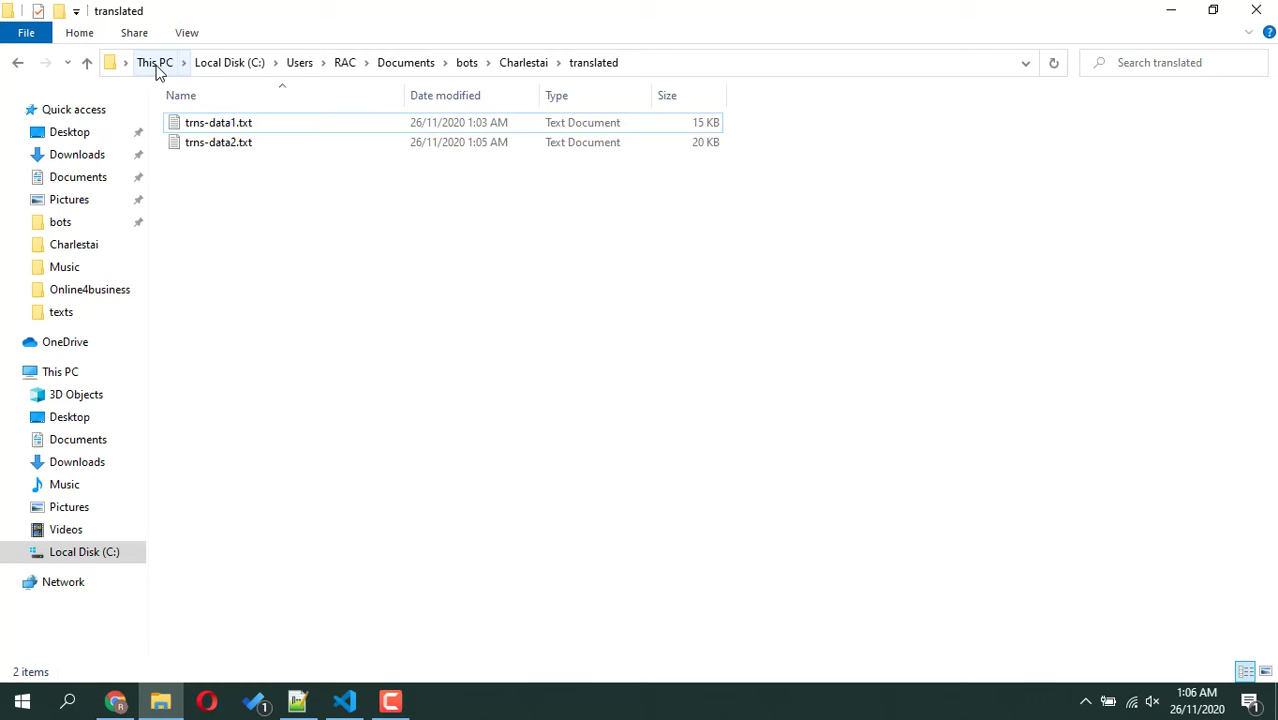 translated
File Home Share View
This PC Local Disk (C:) Users RAC Documents bots Charlestai translated Search translated
Name Date modified Type Size
trns-data1.txt 26/11/2020 1:03 AM Text Document 15 KB
trns-data2.txt 26/11/2020 1:05 AM Text Document 20 KB
Quick access
Desktop
Downloads
Documents
Pictures
bots
Charlestai
Music
Online4business
texts
OneDrive
This PC
3D Objects
Desktop
Documents
Downloads
Music
Pictures
Videos
Local Disk (C:)
Network
2 items
1:06 AM
26/11/2020